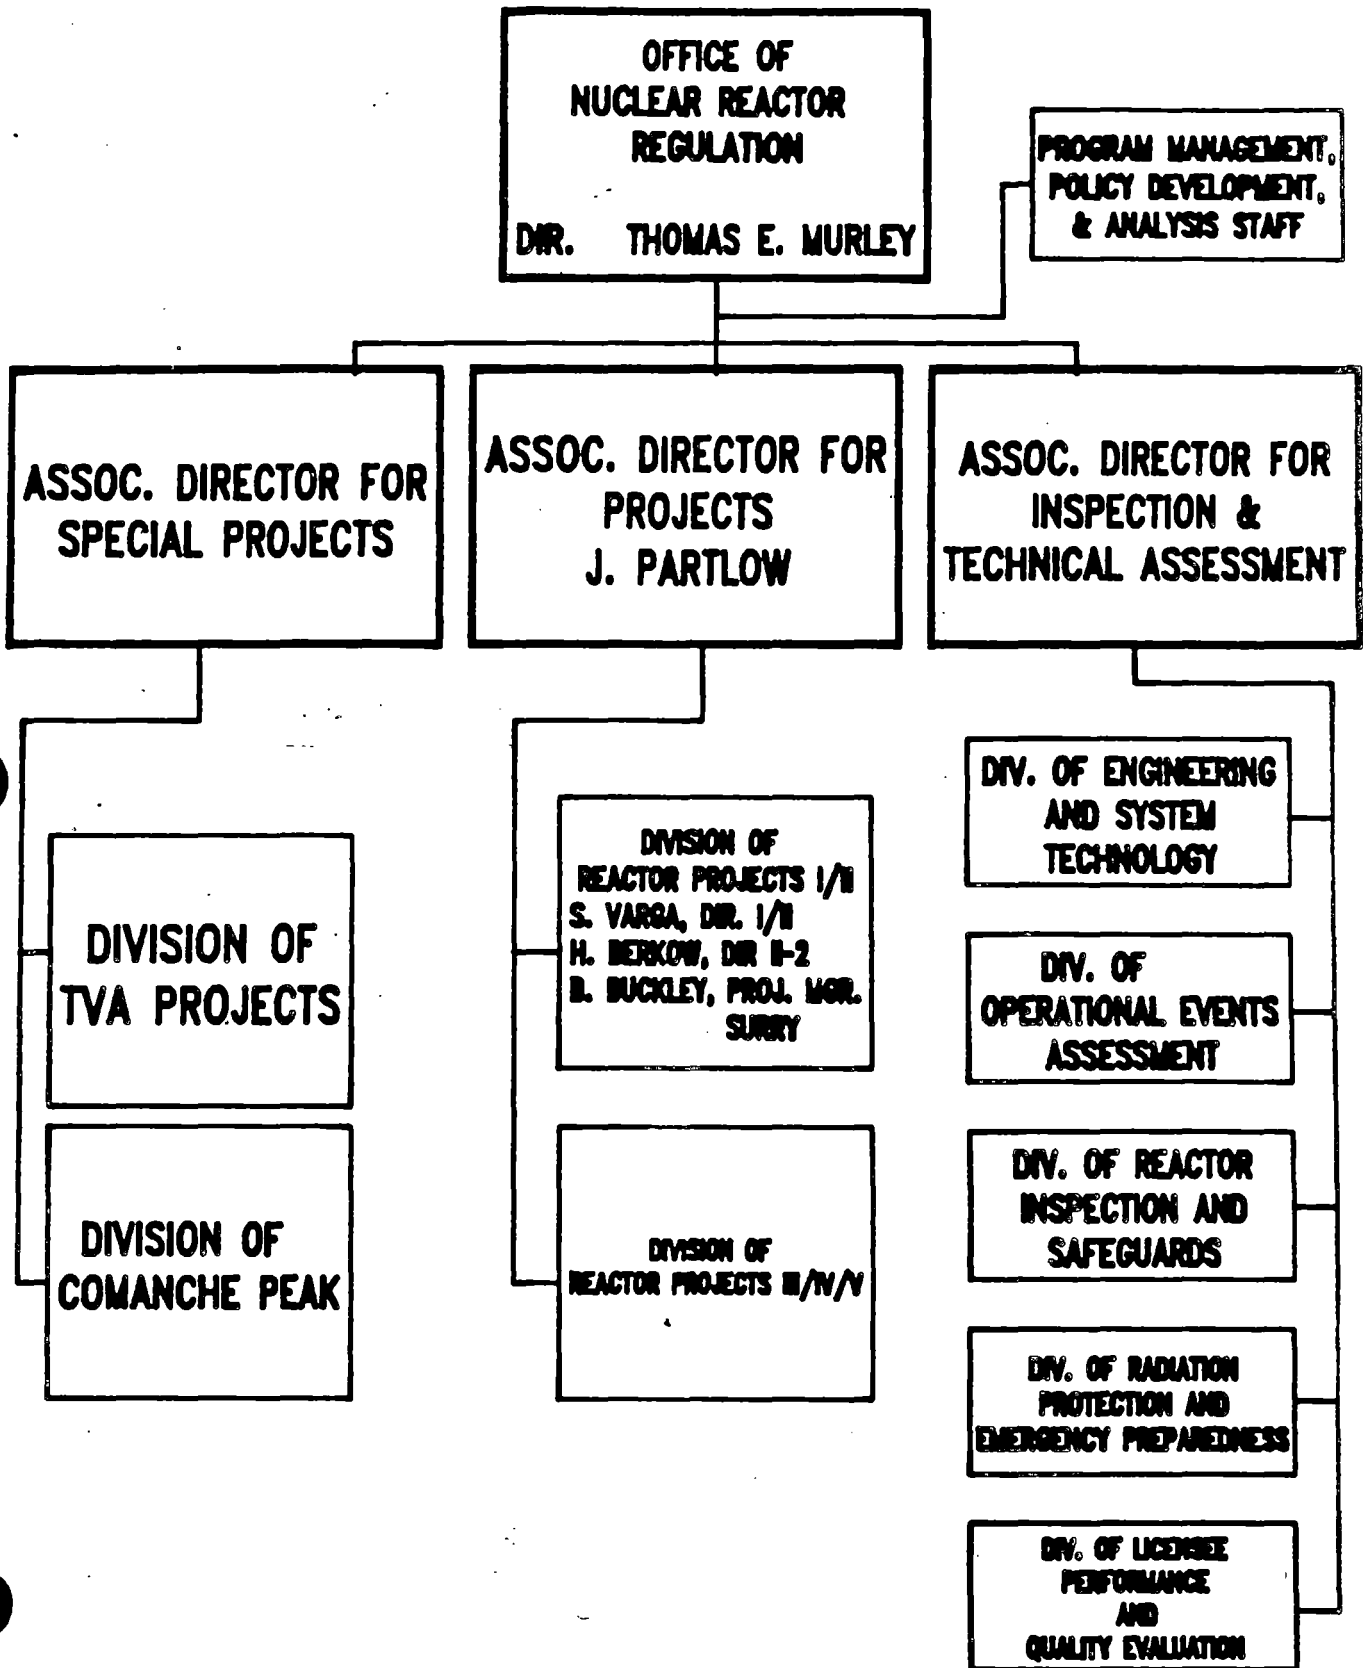 OFFICE OF
NUCLEAR REACTOR
REGULATION
DIR. THOMAS E. MURLEY
PROGRAM MANAGEMENT,
POLICY DEVELOPMENT,
& ANALYSIS STAFF
ASSOC. DIRECTOR FOR
SPECIAL PROJECTS
ASSOC. DIRECTOR FOR
PROJECTS
J. PARTLOW
ASSOC. DIRECTOR FOR
INSPECTION &
TECHNICAL ASSESSMENT
DIVISION OF
TVA PROJECTS
DIVISION OF
COMANCHE PEAK
DIVISION OF
REACTOR PROJECTS I/II
S. VARGA, DIR. I/II
H. BERKOW, DIR II-2
B. BUCKLEY, PROJ. MGR.
SURRY
DIVISION OF
REACTOR PROJECTS III/IV/V
DIV. OF ENGINEERING
AND SYSTEM
TECHNOLOGY
DIV. OF
OPERATIONAL EVENTS
ASSESSMENT
DIV. OF REACTOR
INSPECTION AND
SAFEGUARDS
DIV. OF RADIATION
PROTECTION AND
EMERGENCY PREPAREDNESS
DIV. OF LICENSEE
PERFORMANCE
AND
QUALITY EVALUATION